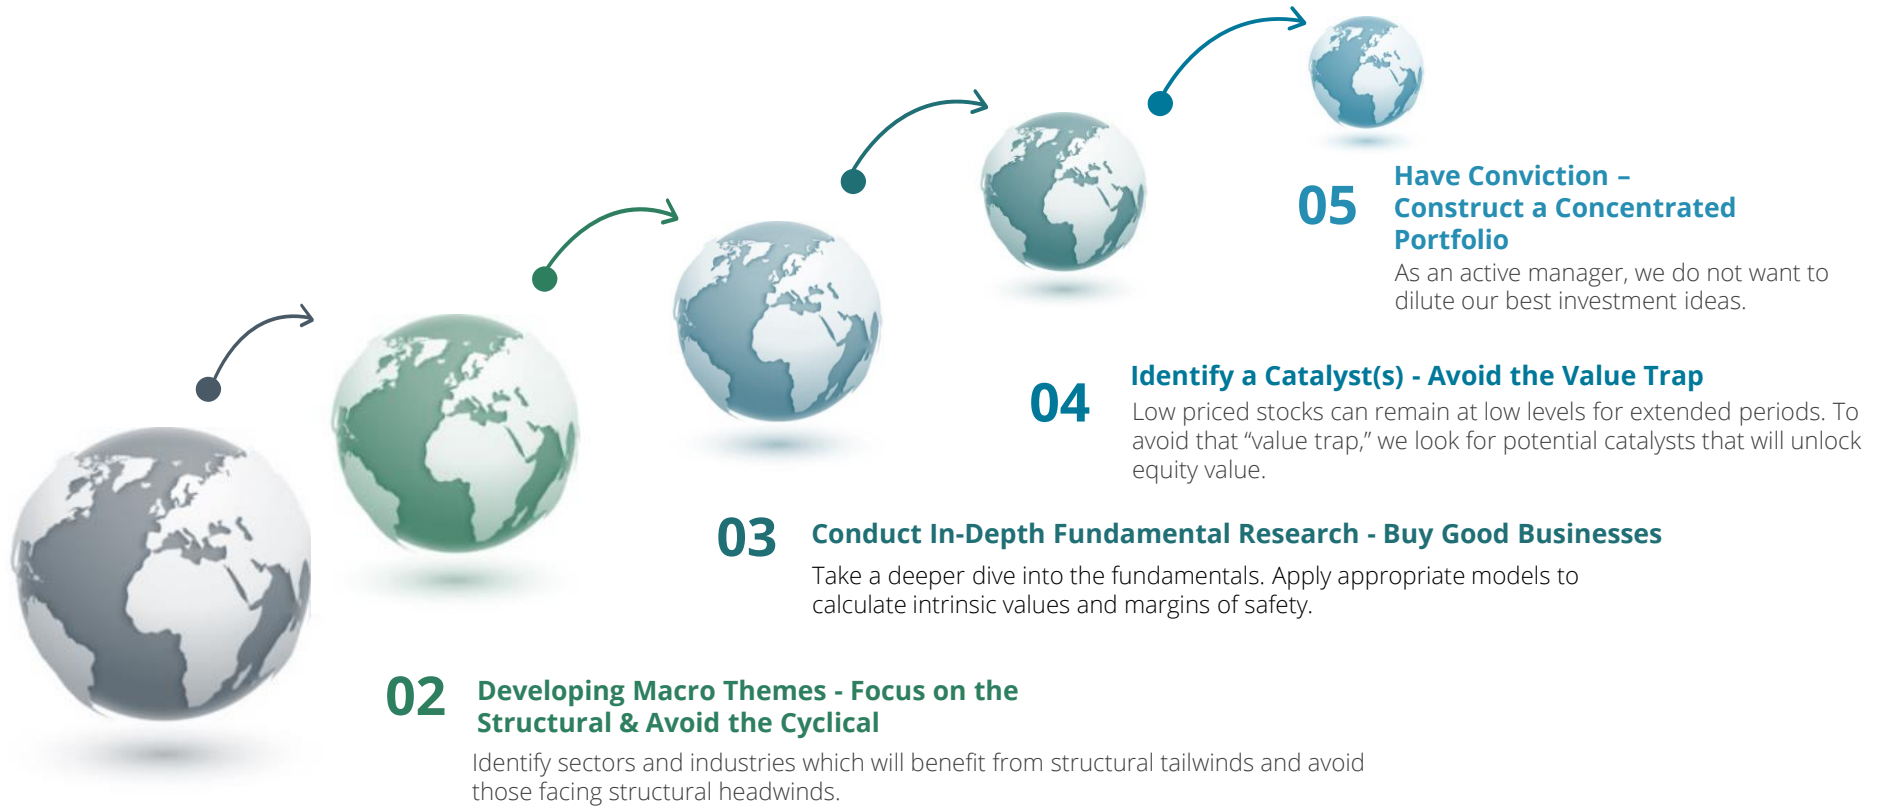 05
Have Conviction –
Construct a Concentrated
Portfolio
As an active manager, we do not want to
dilute our best investment ideas.
04
Identify a Catalyst(s) - Avoid the Value Trap
Low priced stocks can remain at low levels for extended periods. To
avoid that “value trap,” we look for potential catalysts that will unlock
equity value.
03
Conduct In-Depth Fundamental Research - Buy Good Businesses
Take a deeper dive into the fundamentals. Apply appropriate models to
calculate intrinsic values and margins of safety.
02
Developing Macro Themes - Focus on the
Structural & Avoid the Cyclical
Identify sectors and industries which will benefit from structural tailwinds and avoid
those facing structural headwinds.